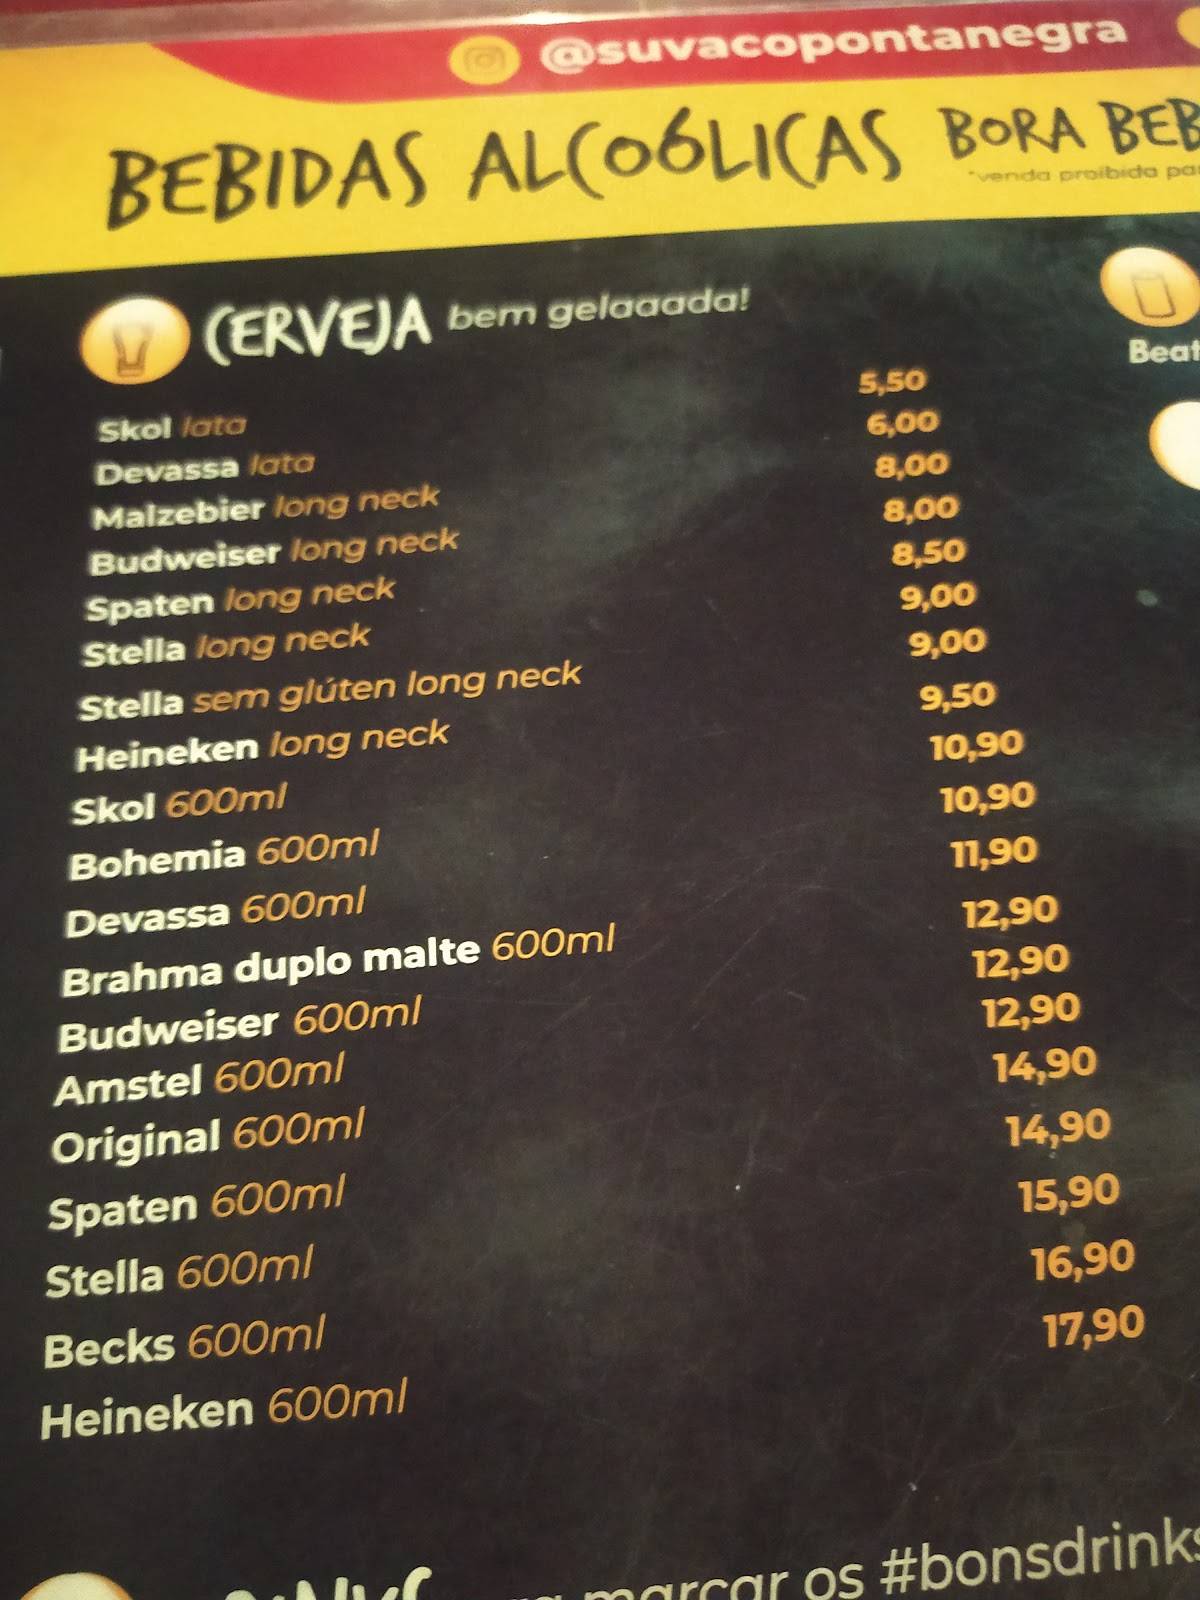 @suvacopontanegra
BEBIDAS ALCOÓLICAS BORA BEB
*venda proibida
CERVEJA bem gelaaada!
Beat
Skol lata 5,50
Devassa lata 6,00
Malzebier long neck 8,00
Budweiser long neck 8,00
Spaten long neck 8,50
Stella long neck 9,00
Stella sem glúten long neck 9,00
Heineken long neck 9,50
Skol 600ml 10,90
Bohemia 600ml 10,90
Devassa 600ml 11,90
Brahma duplo malte 600ml 12,90
Budweiser 600ml 12,90
Amstel 600ml 12,90
Original 600ml 14,90
Spaten 600ml 14,90
Stella 600ml 15,90
Becks 600ml 16,90
Heineken 600ml 17,90
marcar os #bonsdrinks